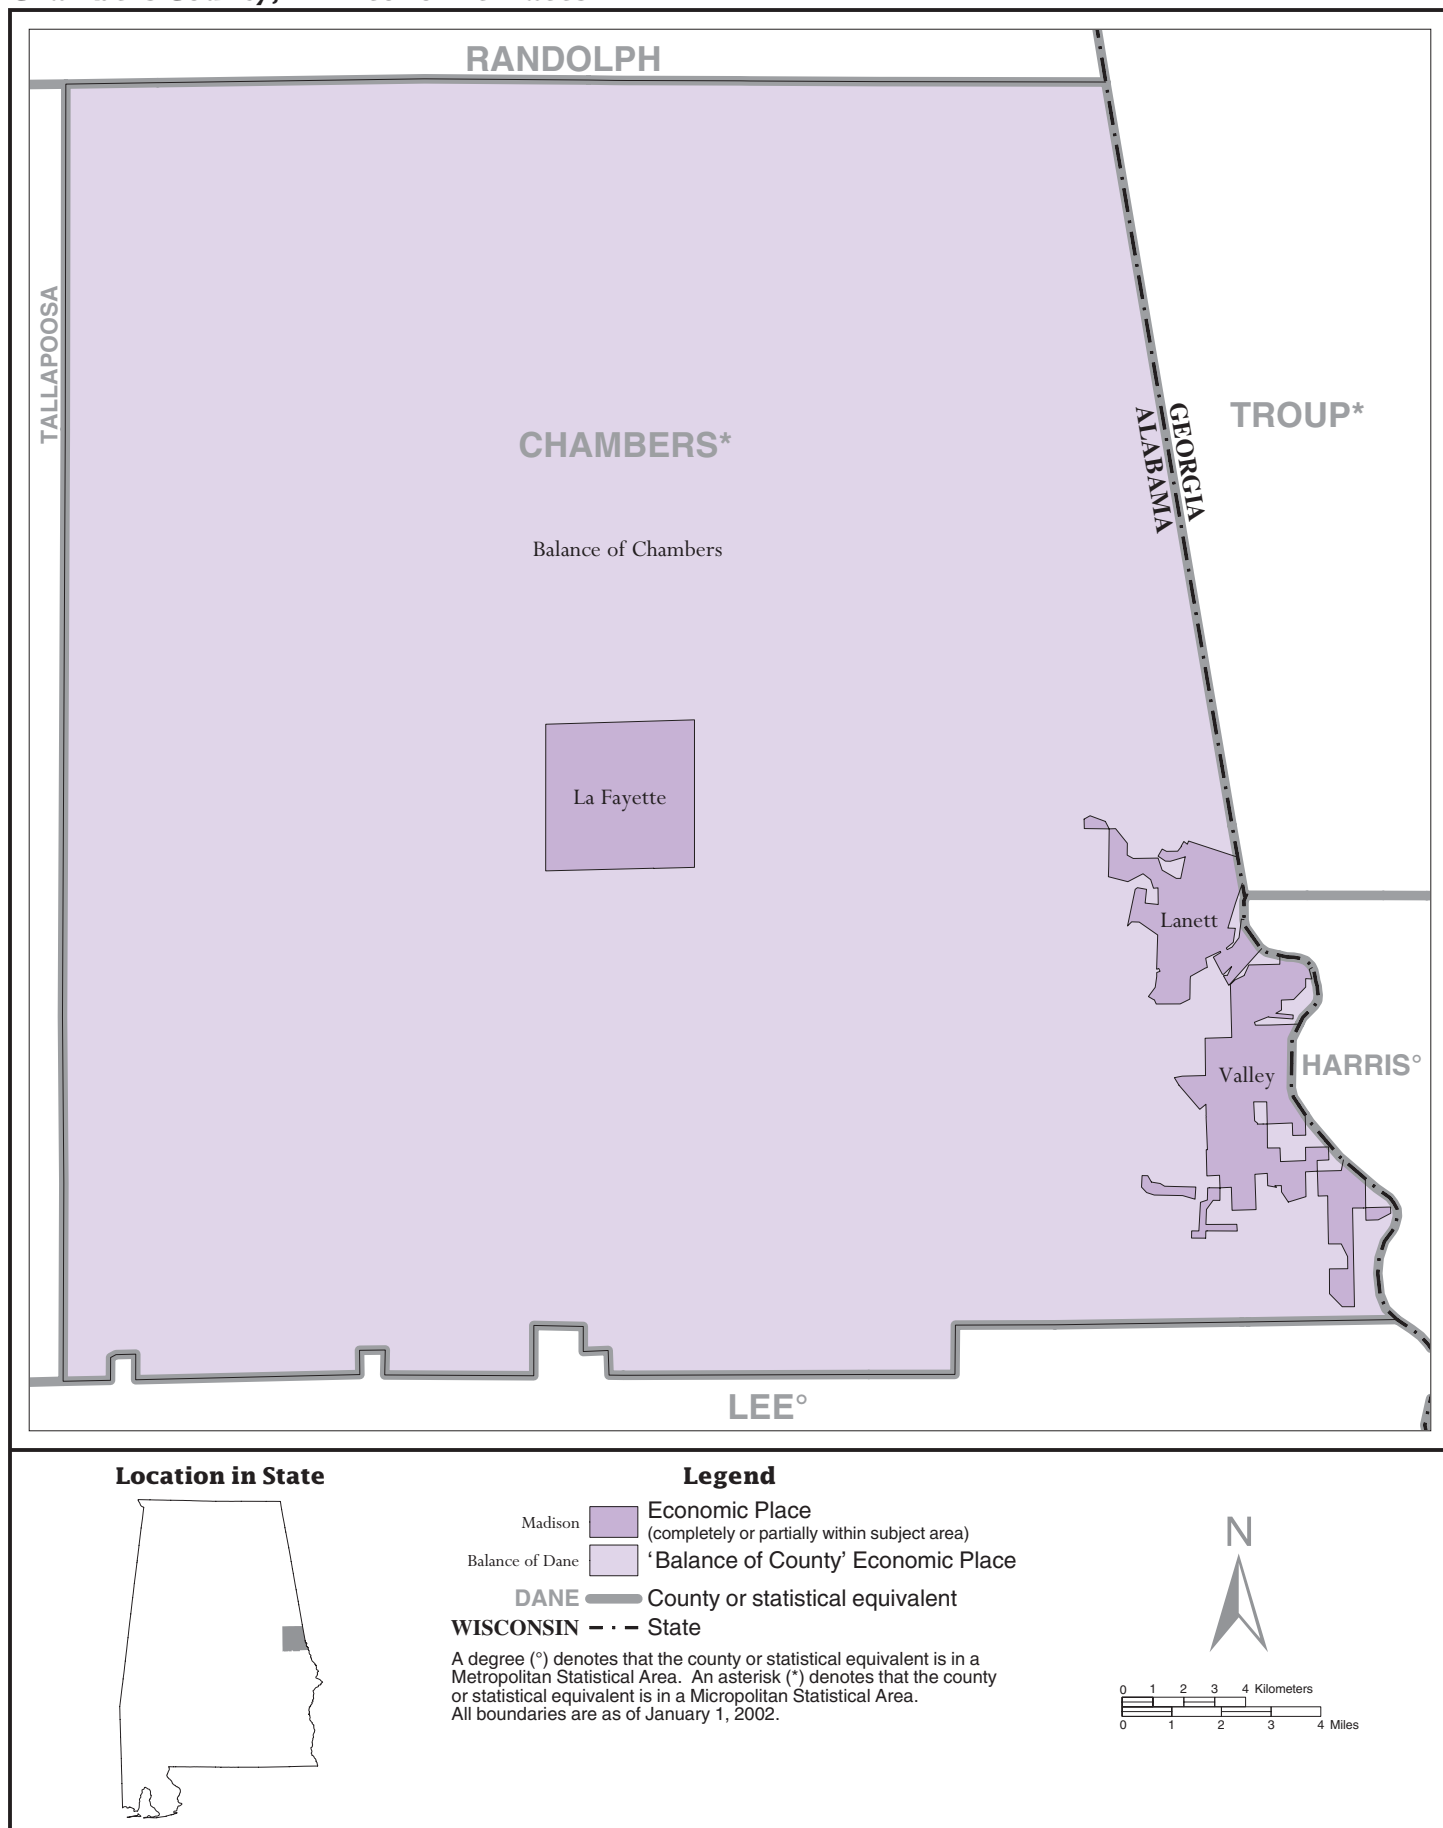 RANDOLPH
TALLAPOOSA
CHAMBERS*
TROUP*
GEORGIA
ALABAMA
Balance of Chambers
La Fayette
Lanett
Valley
HARRIS°
LEE°
Location in State
Legend
Madison
Economic Place
(completely or partially within subject area)
Balance of Dane
‘Balance of County’ Economic Place
DANE
County or statistical equivalent
WISCONSIN
State
A degree (°) denotes that the county or statistical equivalent is in a
Metropolitan Statistical Area. An asterisk (*) denotes that the county
or statistical equivalent is in a Micropolitan Statistical Area.
All boundaries are as of January 1, 2002.
N
0 1 2 3 4 Kilometers
0 1 2 3 4 Miles